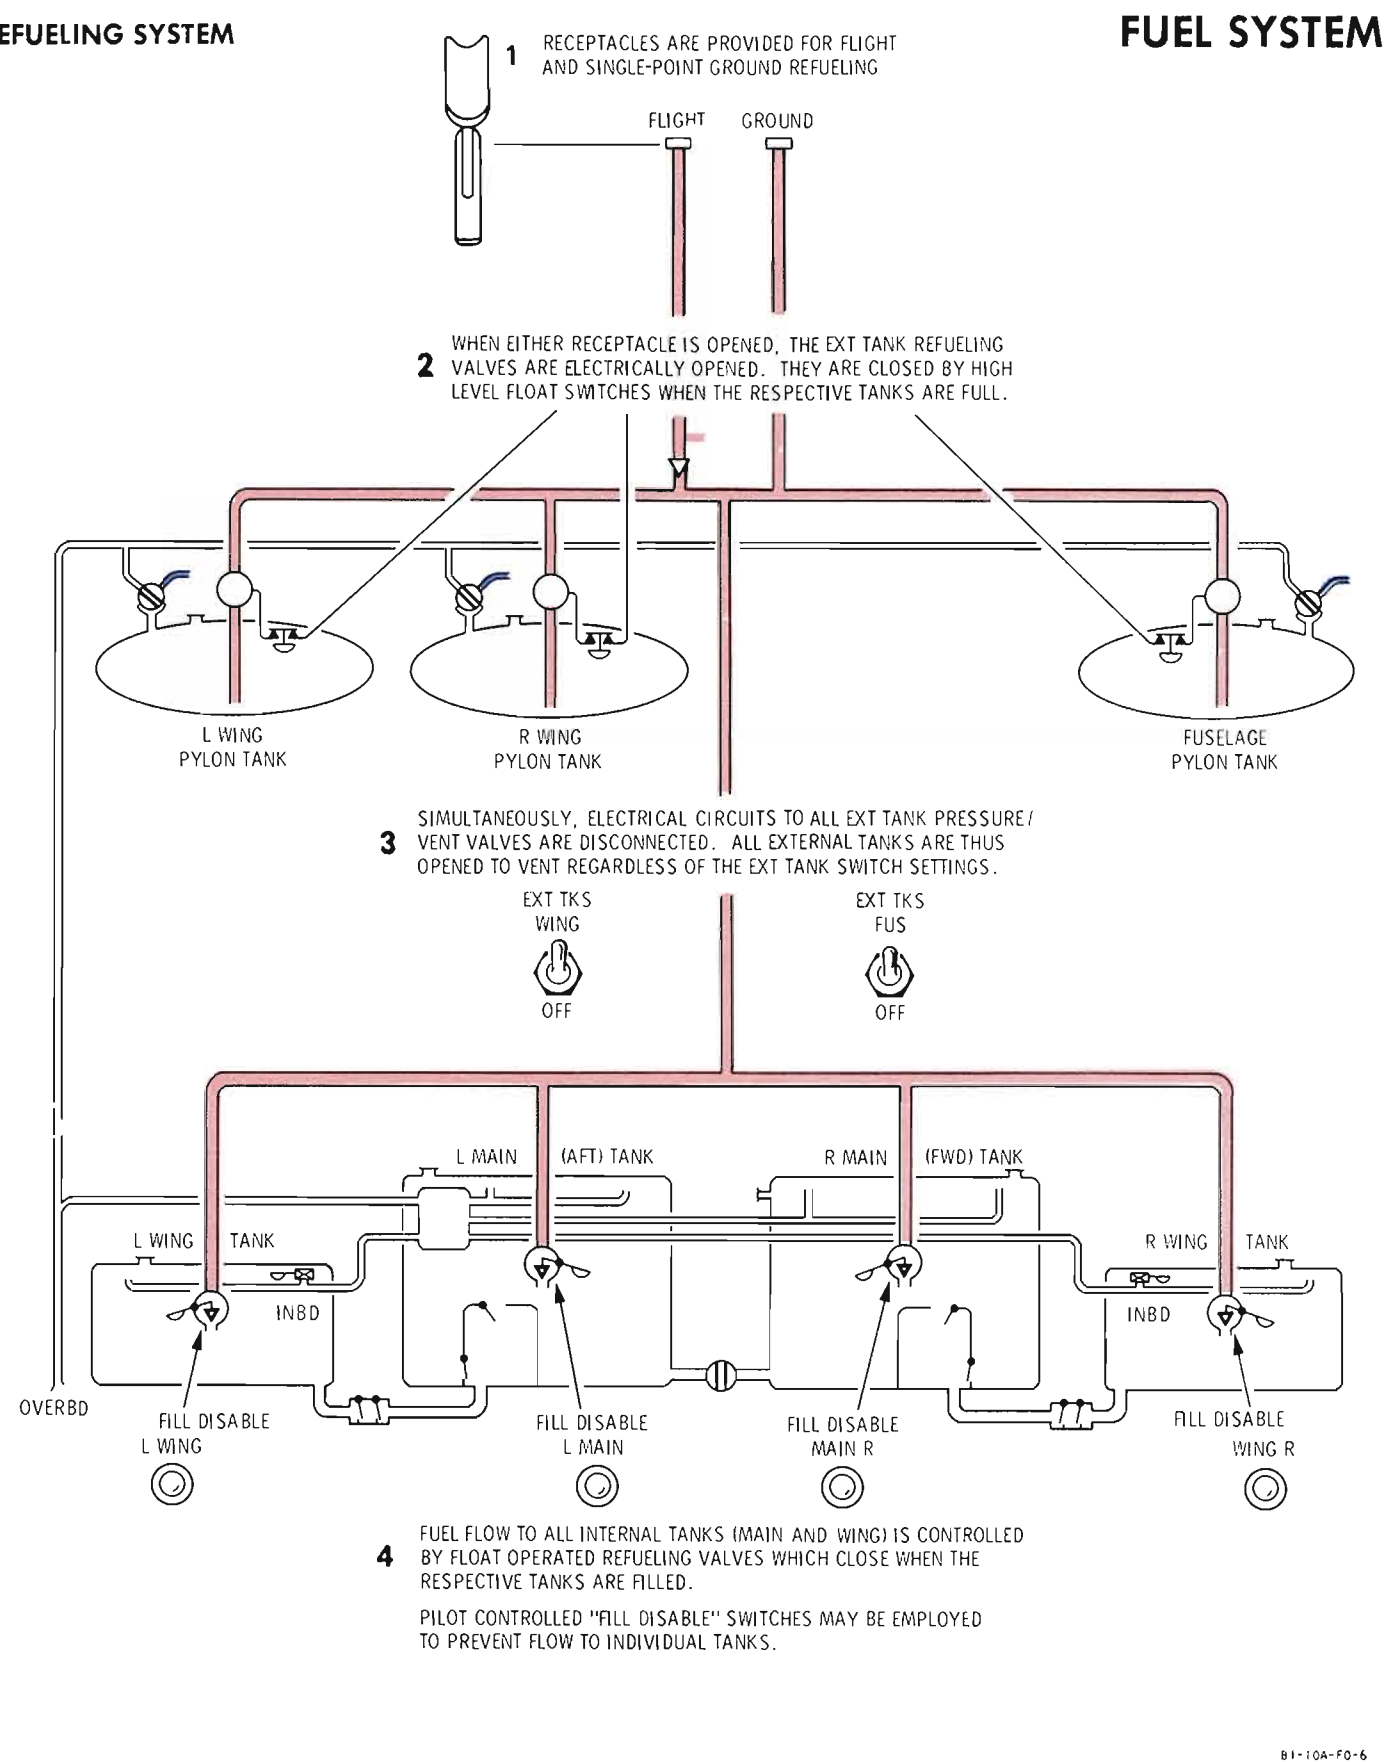 EFUELING SYSTEM
FUEL SYSTEM
1
RECEPTACLES ARE PROVIDED FOR FLIGHT
AND SINGLE-POINT GROUND REFUELING
FLIGHT
GROUND
2
WHEN EITHER RECEPTACLE IS OPENED, THE EXT TANK REFUELING
VALVES ARE ELECTRICALLY OPENED. THEY ARE CLOSED BY HIGH
LEVEL FLOAT SWITCHES WHEN THE RESPECTIVE TANKS ARE FULL.
L WING
PYLON TANK
R WING
PYLON TANK
FUSELAGE
PYLON TANK
3
SIMULTANEOUSLY, ELECTRICAL CIRCUITS TO ALL EXT TANK PRESSURE/
VENT VALVES ARE DISCONNECTED. ALL EXTERNAL TANKS ARE THUS
OPENED TO VENT REGARDLESS OF THE EXT TANK SWITCH SETTINGS.
EXT TKS
WING
OFF
EXT TKS
FUS
OFF
L MAIN (AFT) TANK
R MAIN (FWD) TANK
L WING TANK
R WING TANK
INBD
INBD
OVERBD
FILL DISABLE
L WING
FILL DISABLE
L MAIN
FILL DISABLE
MAIN R
FILL DISABLE
WING R
4
FUEL FLOW TO ALL INTERNAL TANKS (MAIN AND WING) IS CONTROLLED
BY FLOAT OPERATED REFUELING VALVES WHICH CLOSE WHEN THE
RESPECTIVE TANKS ARE FILLED.
PILOT CONTROLLED "FILL DISABLE" SWITCHES MAY BE EMPLOYED
TO PREVENT FLOW TO INDIVIDUAL TANKS.
B1-10A-FO-6